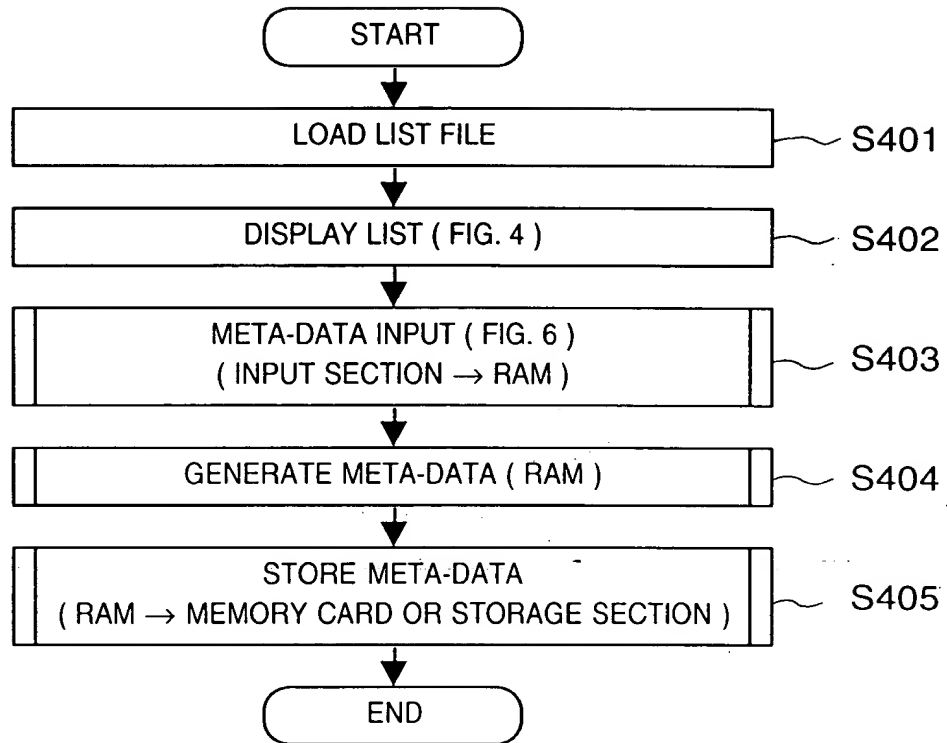 START
LOAD LIST FILE
S401
DISPLAY LIST ( FIG. 4 )
S402
META-DATA INPUT ( FIG. 6 )
( INPUT SECTION → RAM )
S403
GENERATE META-DATA ( RAM )
S404
STORE META-DATA
( RAM → MEMORY CARD OR STORAGE SECTION )
S405
END